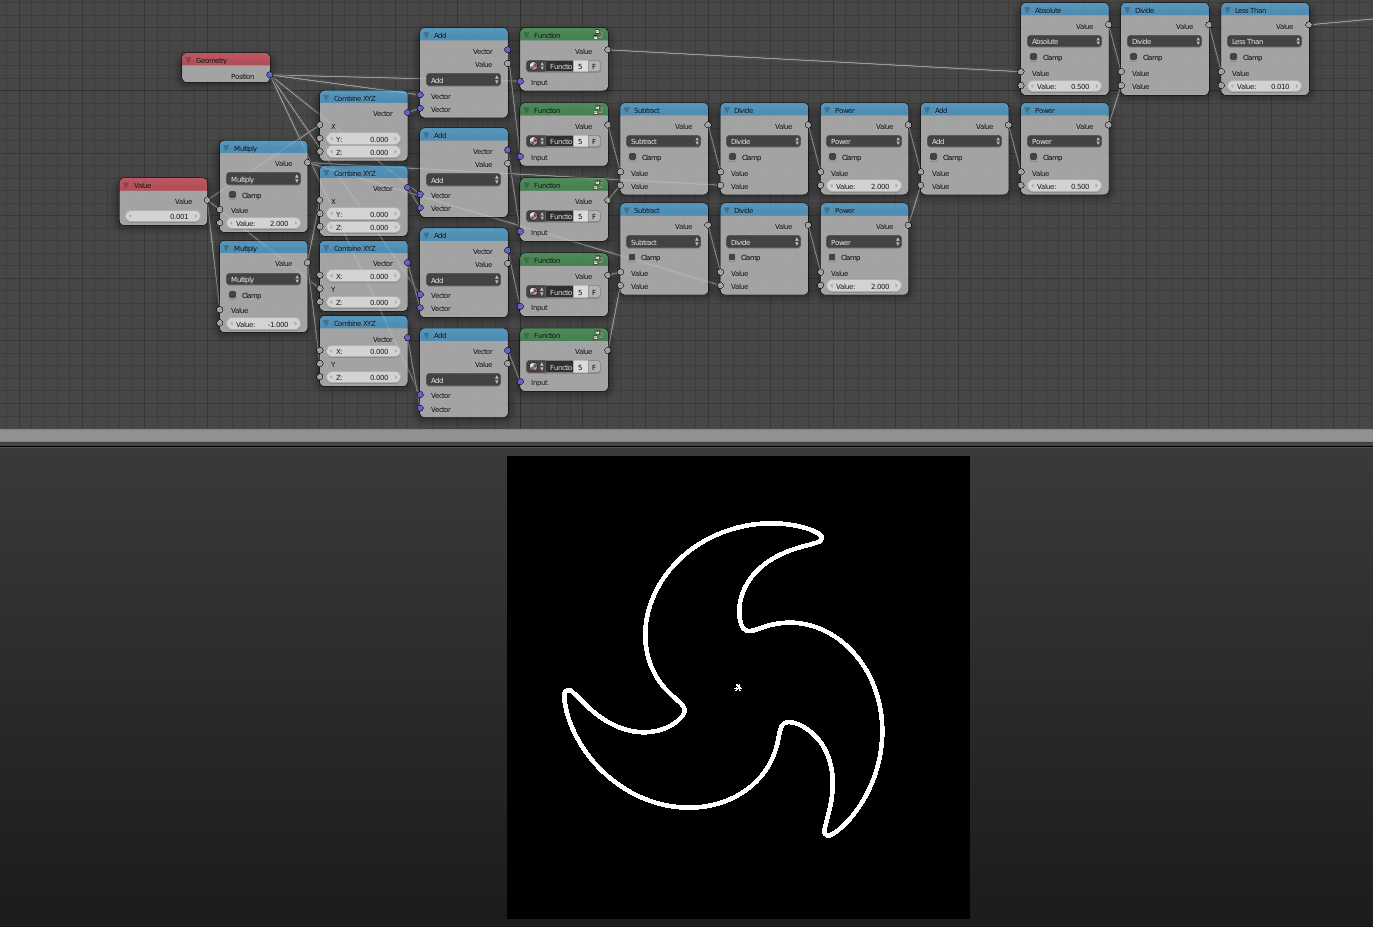 Geometry
Position
Value
Value
0.001
Multiply
Value
Multiply
Clamp
Value
Value: 2.000
Multiply
Value
Multiply
Clamp
Value
Value: -1.000
Combine XYZ
Vector
X
Y: 0.000
Z: 0.000
Combine XYZ
Vector
X
Y: 0.000
Z: 0.000
Combine XYZ
Vector
X: 0.000
Y
Z: 0.000
Combine XYZ
Vector
X: 0.000
Y
Z: 0.000
Add
Vector
Value
Add
Vector
Vector
Add
Vector
Value
Add
Vector
Vector
Add
Vector
Value
Add
Vector
Vector
Add
Vector
Value
Add
Vector
Vector
Function
Value
Functio 5 F
Input
Function
Value
Functio 5 F
Input
Function
Value
Functio 5 F
Input
Function
Value
Functio 5 F
Input
Function
Value
Functio 5 F
Input
Subtract
Value
Subtract
Clamp
Value
Value
Subtract
Value
Subtract
Clamp
Value
Value
Divide
Value
Divide
Clamp
Value
Value
Divide
Value
Divide
Clamp
Value
Value
Power
Value
Power
Clamp
Value
Value: 2.000
Power
Value
Power
Clamp
Value
Value: 2.000
Add
Value
Add
Clamp
Value
Value
Absolute
Value
Absolute
Clamp
Value
Value: 0.500
Power
Value
Power
Clamp
Value
Value: 0.500
Divide
Value
Divide
Clamp
Value
Value
Less Than
Value
Less Than
Clamp
Value
Value: 0.010